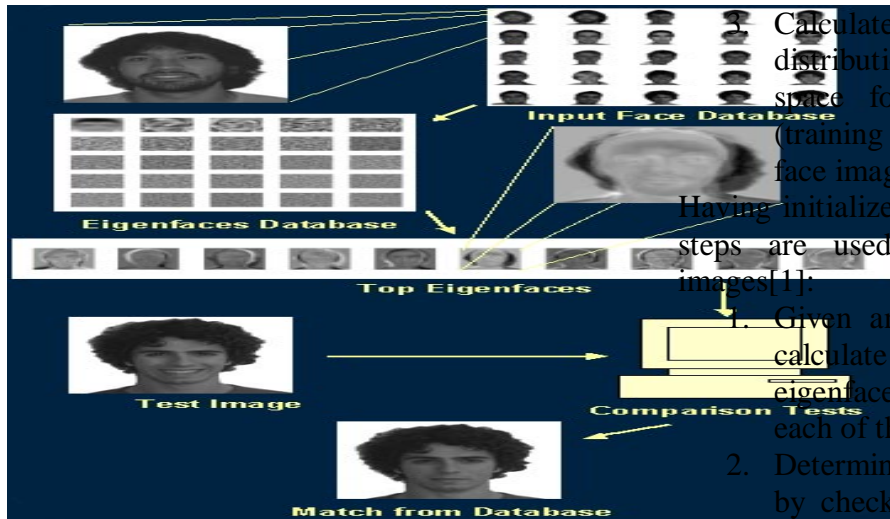 Input Face Database
Eigenfaces Database
Top Eigenfaces
Test Image
Comparison Tests
Match from Database
3. Calculate
space fo
(training
face imag
Having initialize
steps are used
images[1]:
1. Given an
calculate
eigenface
each of th
2. Determin
by check